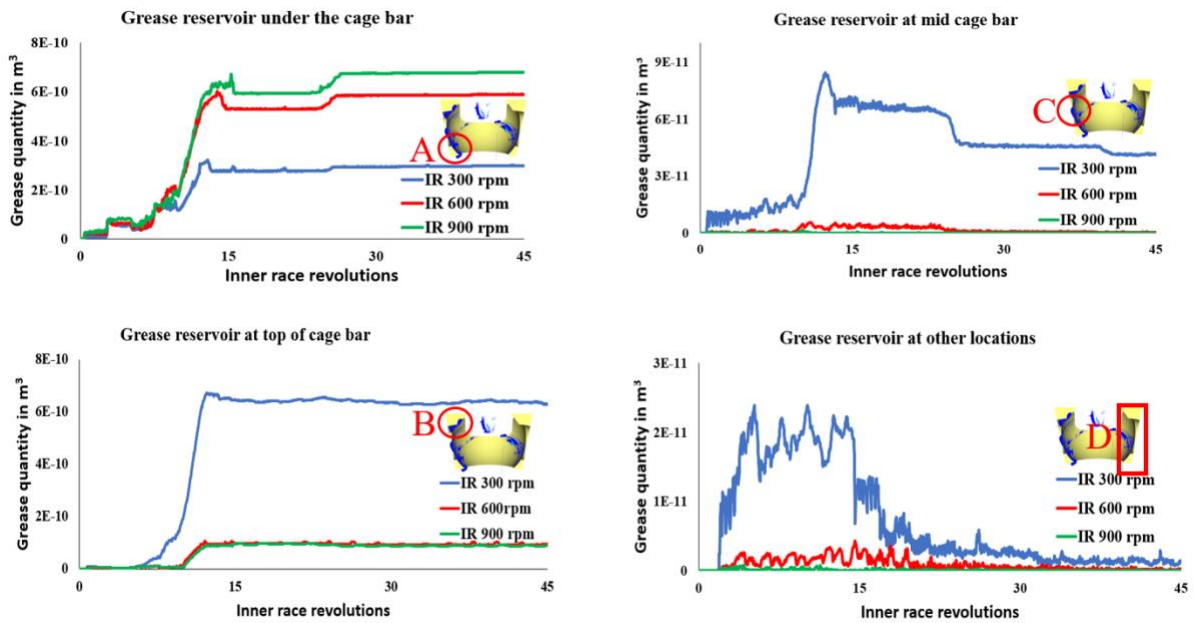 Grease reservoir under the cage bar
8E-10
6E-10
4E-10
2E-10
0
0 15 30 45
Grease quantity in m³
Inner race revolutions
A
IR 300 rpm
IR 600 rpm
IR 900 rpm
Grease reservoir at mid cage bar
9E-11
6E-11
3E-11
0
0 15 30 45
Grease quantity in m³
Inner race revolutions
C
IR 300 rpm
IR 600 rpm
IR 900 rpm
Grease reservoir at top of cage bar
8E-10
6E-10
4E-10
2E-10
0
0 15 30 45
Grease quantity in m³
Inner race revolutions
B
IR 300 rpm
IR 600rpm
IR 900 rpm
Grease reservoir at other locations
3E-11
2E-11
1E-11
0
0 15 30 45
Grease quantity in m³
Inner race revolutions
D
IR 300 rpm
IR 600 rpm
IR 900 rpm